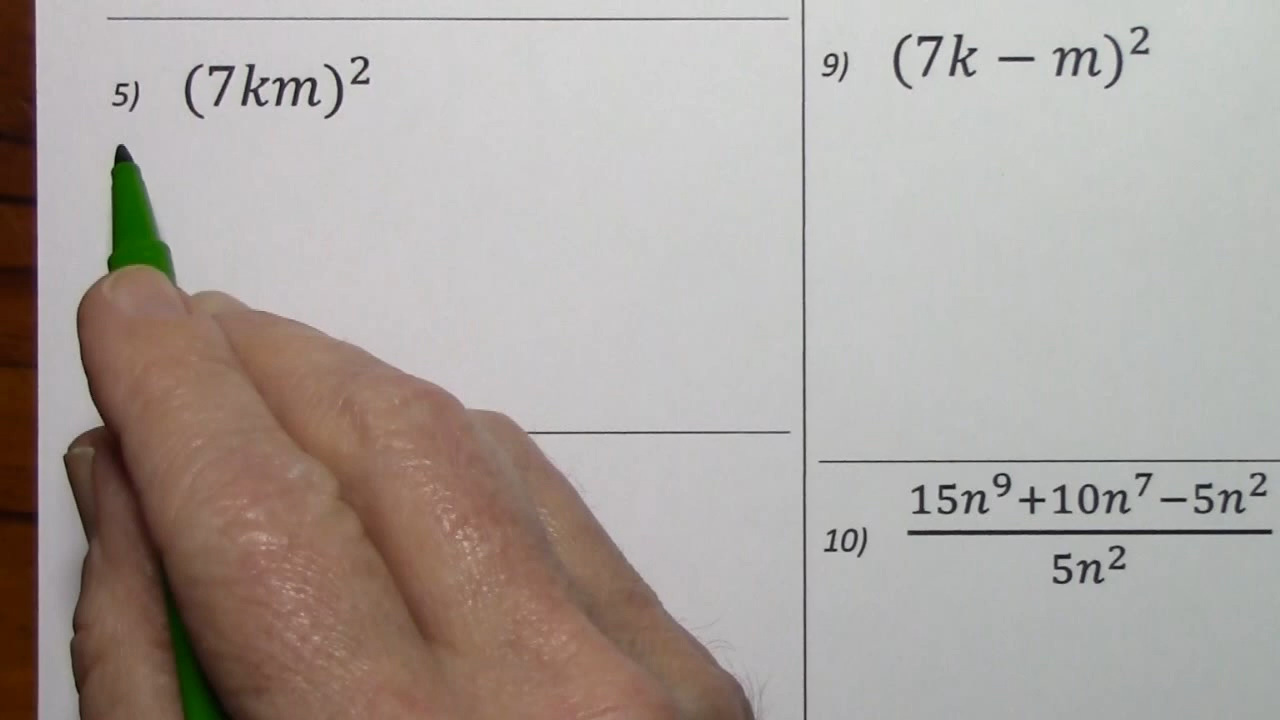 5) (7km)²
9) (7k − m)²
10) 15n⁹+10n⁷−5n²
5n²